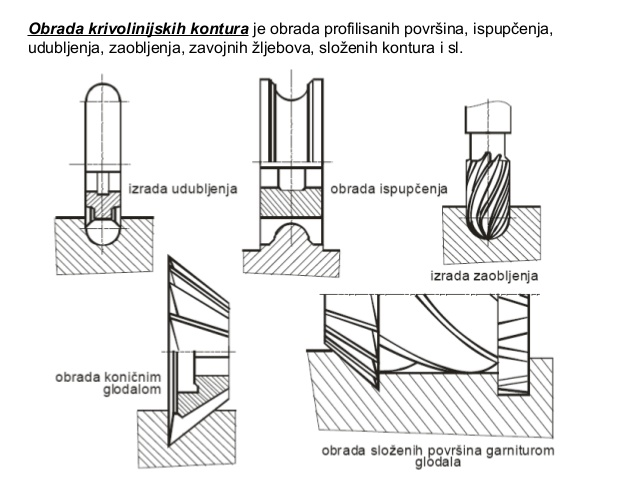 Obrada krivolinijskih kontura je obrada profilisanih površina, ispupčenja,
udubljenja, zaobljenja, zavojnih žljebova, složenih kontura i sl.
izrada udubljenja
obrada ispupčenja
izrada zaobljenja
obrada koničnim
glodalom
obrada složenih površina garniturom
glodala